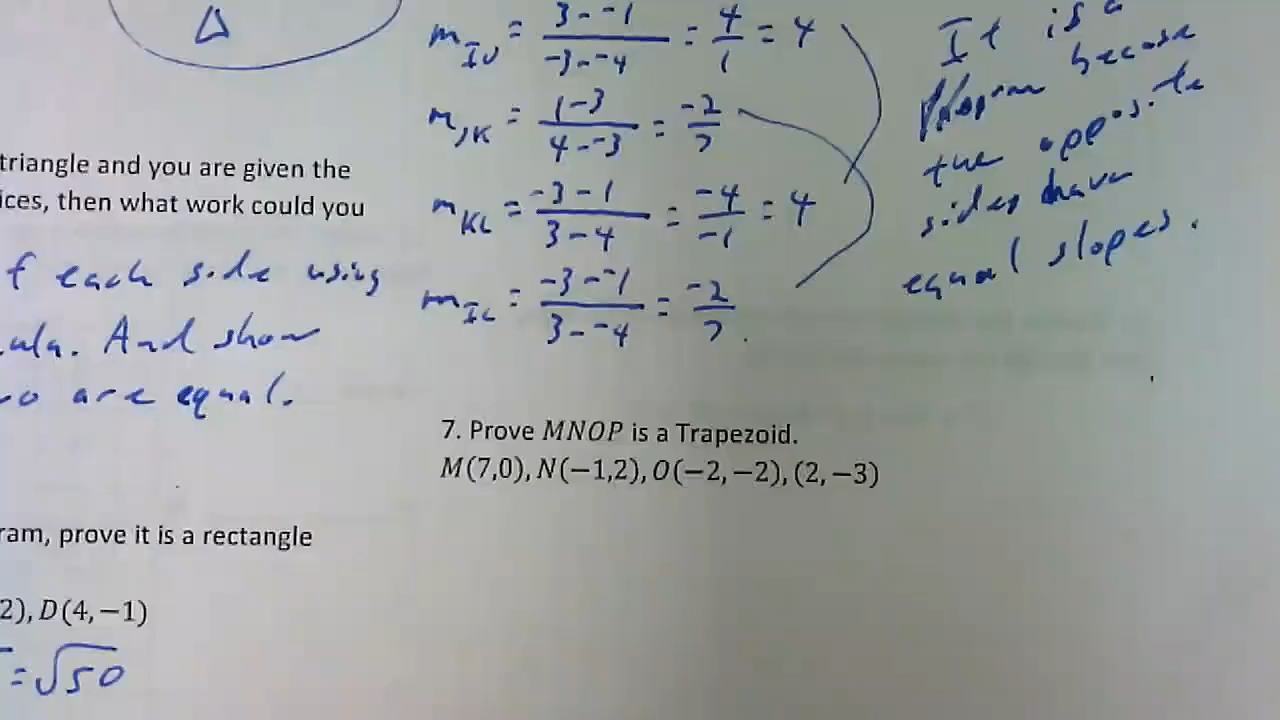 △
m_IJ = 3--1 / -3--4 = 4/1 = 4
m_JK = 1-3 / 4--3 = -2/7
m_KL = -3-1 / 3-4 = -4/-1 = 4
m_IL = -3--1 / 3--4 = -2/7.
It is a
because
the opposite
sides have
equal slopes.
triangle and you are given the
ices, then what work could you
f each side using
ula. And show
o are equal.
7. Prove MNOP is a Trapezoid.
M(7,0), N(−1,2), O(−2,−2), (2,−3)
ram, prove it is a rectangle
2), D(4,−1)
=√50